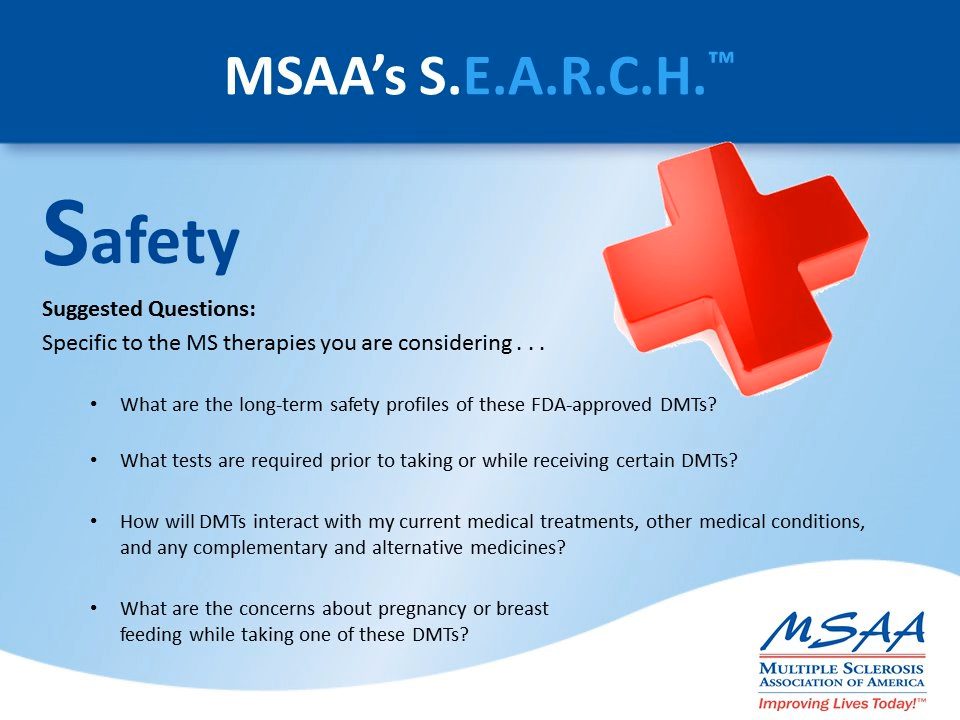 MSAA’s S.E.A.R.C.H.™
Safety
Suggested Questions:
Specific to the MS therapies you are considering . . .
• What are the long-term safety profiles of these FDA-approved DMTs?
• What tests are required prior to taking or while receiving certain DMTs?
• How will DMTs interact with my current medical treatments, other medical conditions,
and any complementary and alternative medicines?
• What are the concerns about pregnancy or breast
feeding while taking one of these DMTs?
MSAA
MULTIPLE SCLEROSIS
ASSOCIATION OF AMERICA
Improving Lives Today!™